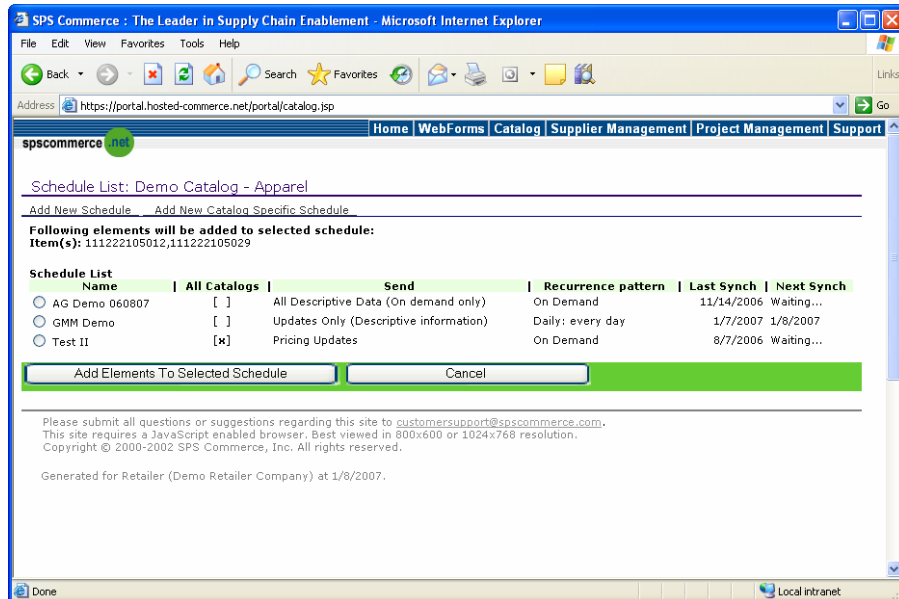 SPS Commerce : The Leader in Supply Chain Enablement - Microsoft Internet Explorer
File Edit View Favorites Tools Help
Back Search Favorites Links
Address https://portal.hosted-commerce.net/portal/catalog.jsp Go
Home | WebForms | Catalog | Supplier Management | Project Management | Support
spscommerce .net
Schedule List: Demo Catalog - Apparel
Add New Schedule Add New Catalog Specific Schedule
Following elements will be added to selected schedule:
Item(s): 111222105012,111222105029
Schedule List
Name | All Catalogs | Send | Recurrence pattern | Last Synch | Next Synch
AG Demo 060807 [ ] All Descriptive Data (On demand only) On Demand 11/14/2006 Waiting...
GMM Demo [ ] Updates Only (Descriptive information) Daily: every day 1/7/2007 1/8/2007
Test II [x] Pricing Updates On Demand 8/7/2006 Waiting...
Add Elements To Selected Schedule Cancel
Please submit all questions or suggestions regarding this site to customersupport@spscommerce.com.
This site requires a JavaScript enabled browser. Best viewed in 800x600 or 1024x768 resolution.
Copyright © 2000-2002 SPS Commerce, Inc. All rights reserved.
Generated for Retailer (Demo Retailer Company) at 1/8/2007.
Done Local intranet